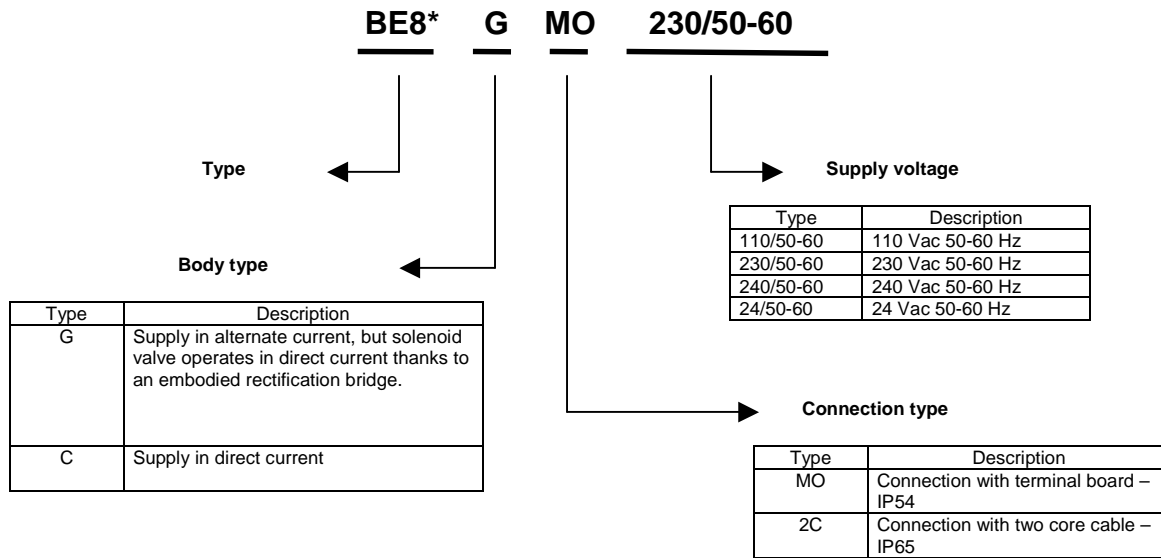 BE8* G MO 230/50-60
Type
Body type
Type Description
G Supply in alternate current, but solenoid
valve operates in direct current thanks to
an embodied rectification bridge.
C Supply in direct current
Supply voltage
Type Description
110/50-60 110 Vac 50-60 Hz
230/50-60 230 Vac 50-60 Hz
240/50-60 240 Vac 50-60 Hz
24/50-60 24 Vac 50-60 Hz
Connection type
Type Description
MO Connection with terminal board –
IP54
2C Connection with two core cable –
IP65